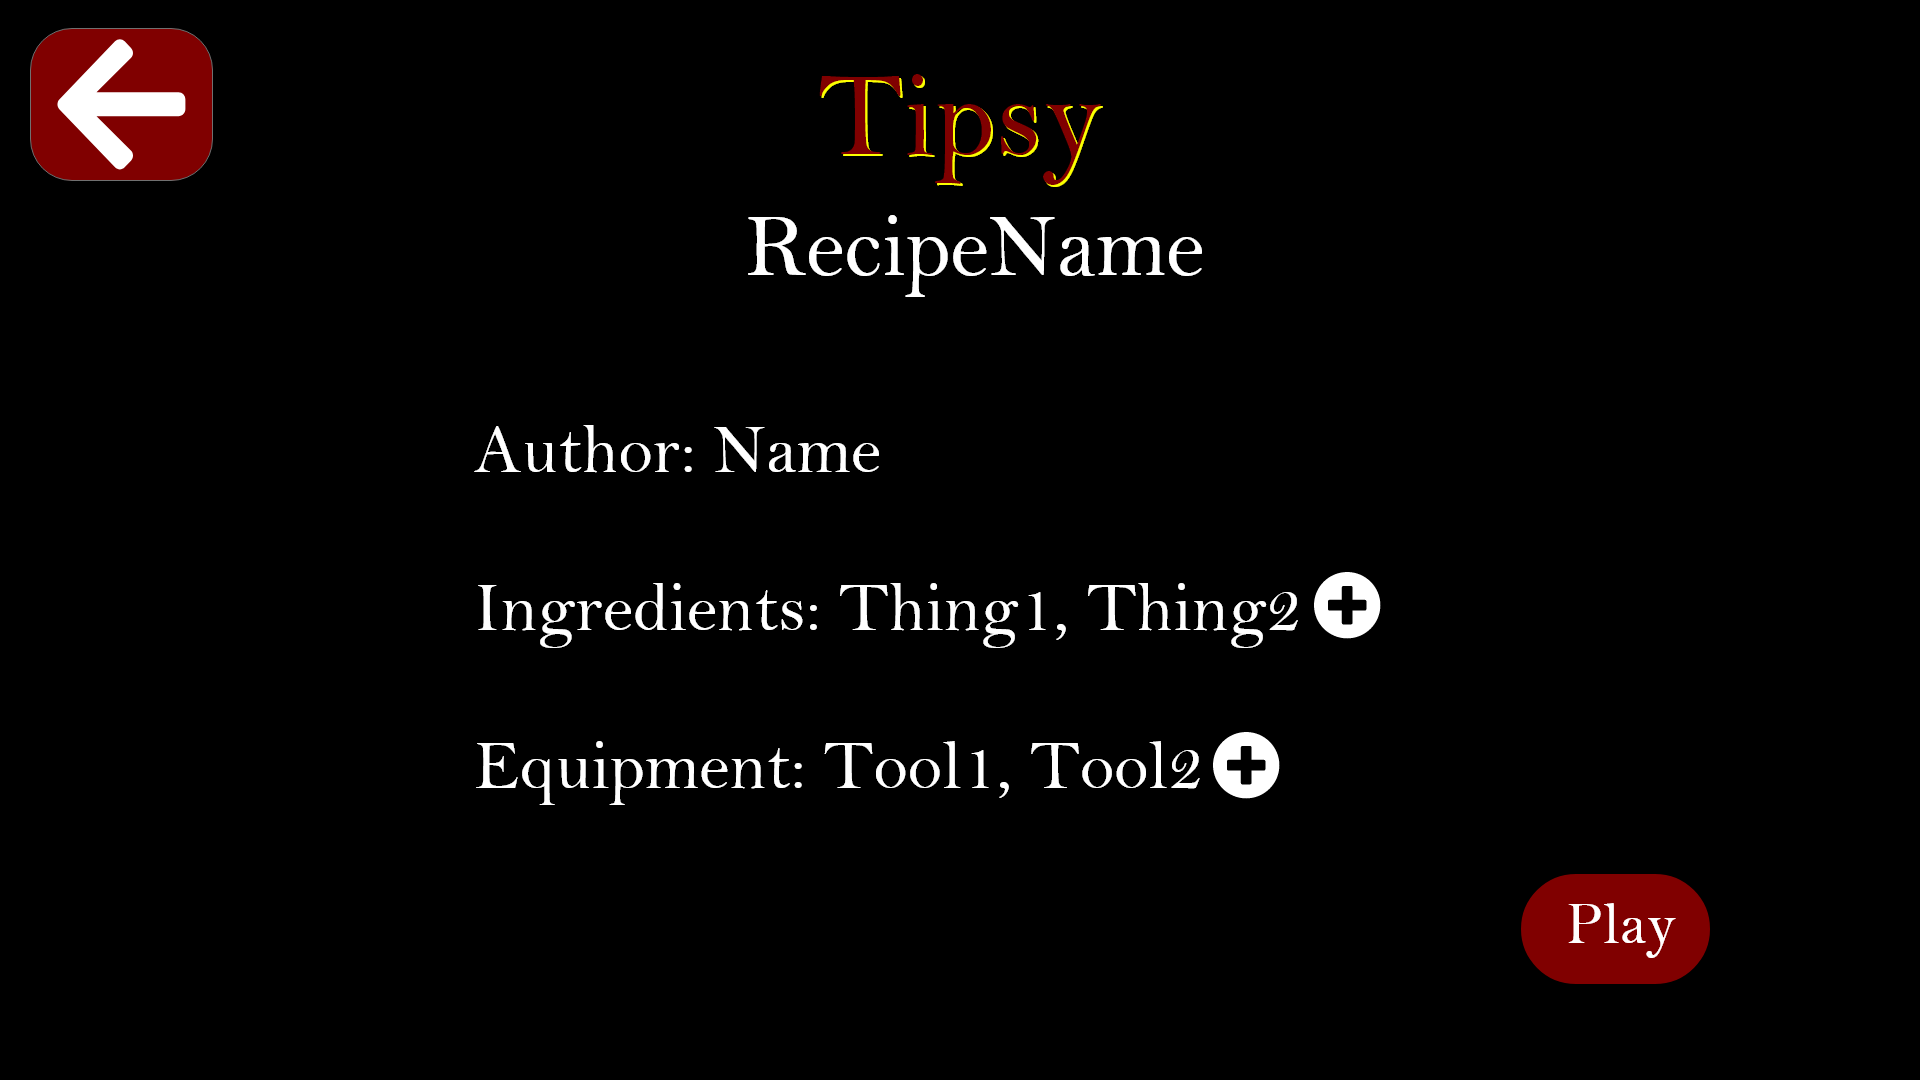 Tipsy
RecipeName
Author: Name
Ingredients: Thing1, Thing2
Equipment: Tool1, Tool2
Play